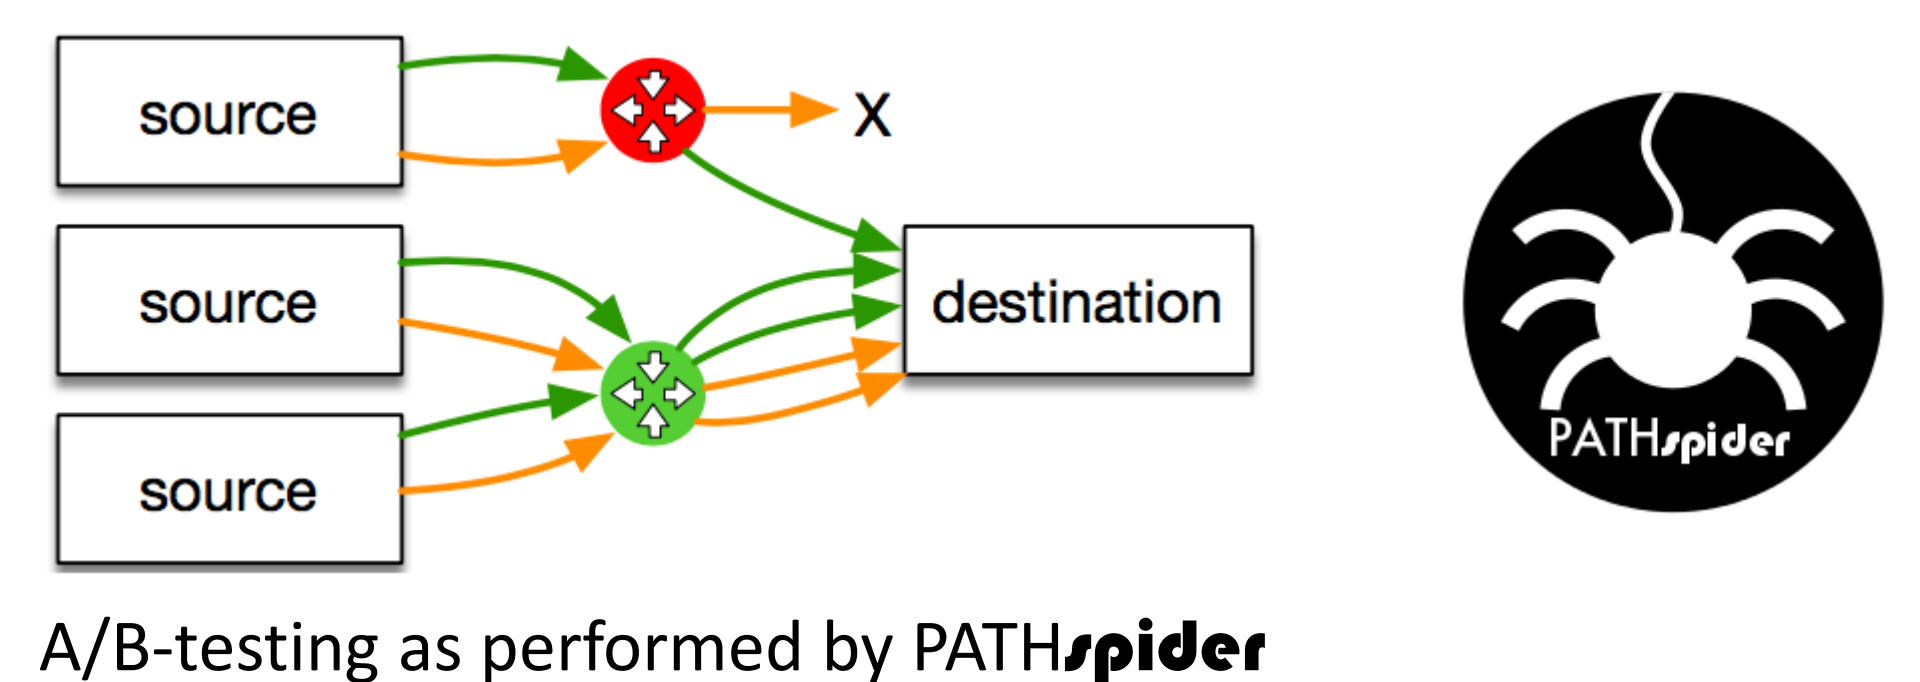 source
X
source
destination
source
PATHspider
A/B-testing as performed by PATHspider